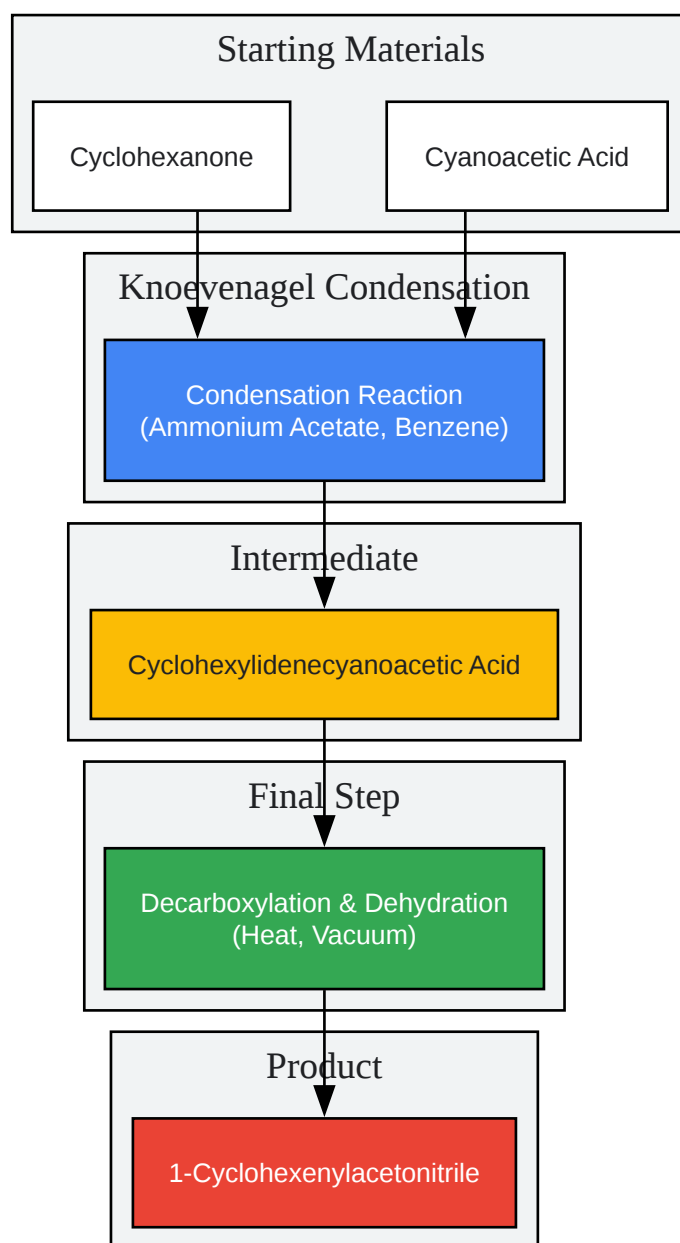 Starting Materials
Cyclohexanone
Cyanoacetic Acid
Knoevenagel Condensation
Condensation Reaction
(Ammonium Acetate, Benzene)
Intermediate
Cyclohexylidenecyanoacetic Acid
Final Step
Decarboxylation & Dehydration
(Heat, Vacuum)
Product
1-Cyclohexenylacetonitrile